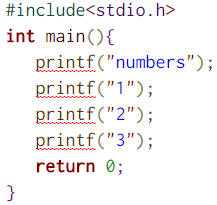 #include<stdio.h>
int main(){
printf("numbers");
printf("1");
printf("2");
printf("3");
return 0;
}